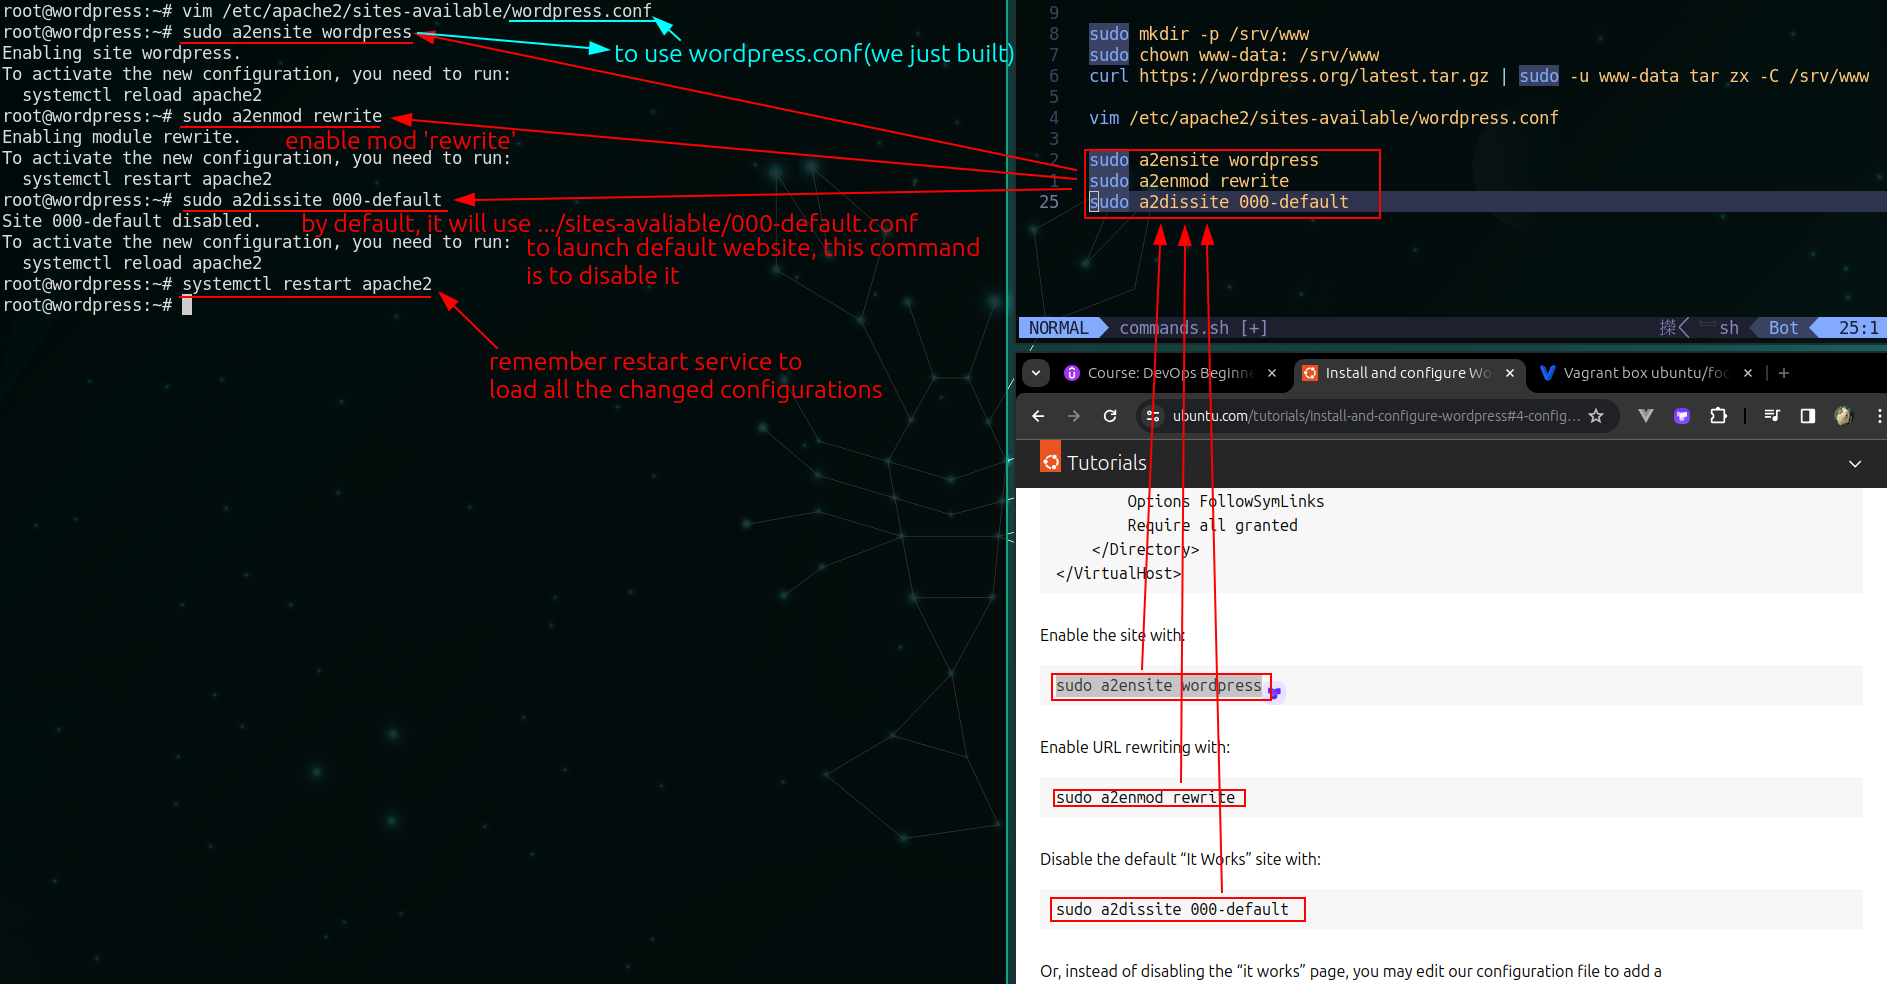 root@wordpress:~# vim /etc/apache2/sites-available/wordpress.conf
root@wordpress:~# sudo a2ensite wordpress
Enabling site wordpress.
To activate the new configuration, you need to run:
  systemctl reload apache2
root@wordpress:~# sudo a2enmod rewrite
Enabling module rewrite.
To activate the new configuration, you need to run:
  systemctl restart apache2
root@wordpress:~# sudo a2dissite 000-default
Site 000-default disabled.
To activate the new configuration, you need to run:
  systemctl reload apache2
root@wordpress:~# systemctl restart apache2
root@wordpress:~#
to use wordpress.conf(we just built)
enable mod 'rewrite'
by default, it will use .../sites-avaliable/000-default.conf
to launch default website, this command
is to disable it
remember restart service to
load all the changed configurations
9
8 sudo mkdir -p /srv/www
7 sudo chown www-data: /srv/www
6 curl https://wordpress.org/latest.tar.gz | sudo -u www-data tar zx -C /srv/www
5
4 vim /etc/apache2/sites-available/wordpress.conf
3
2 sudo a2ensite wordpress
1 sudo a2enmod rewrite
25 sudo a2dissite 000-default
NORMAL commands.sh [+] sh Bot 25:1
Course: DevOps Beginne
Install and configure Wo
Vagrant box ubuntu/foc
ubuntu.com/tutorials/install-and-configure-wordpress#4-config...
Tutorials
Options FollowSymLinks
Require all granted
</Directory>
</VirtualHost>
Enable the site with:
sudo a2ensite wordpress
Enable URL rewriting with:
sudo a2enmod rewrite
Disable the default “It Works” site with:
sudo a2dissite 000-default
Or, instead of disabling the “it works” page, you may edit our configuration file to add a